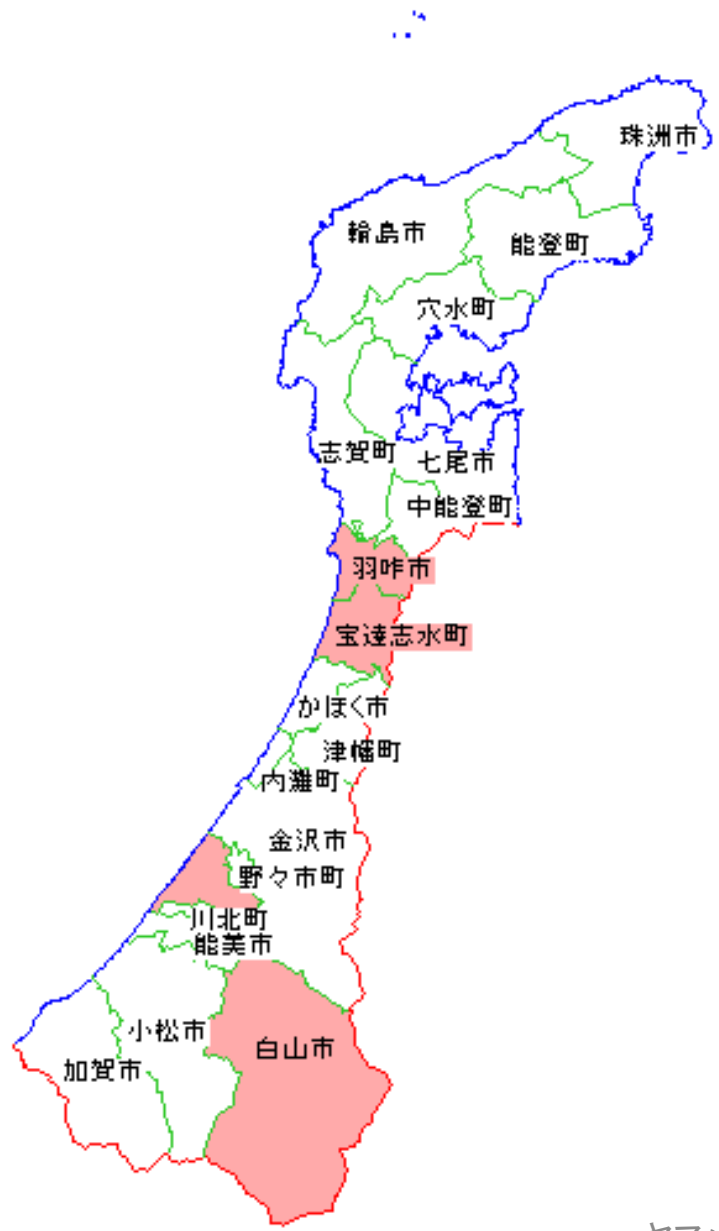 珠洲市
輪島市
能登町
穴水町
志賀町
七尾市
中能登町
羽咋市
宝達志水町
かほく市
津幡町
内灘町
金沢市
野々市町
川北町
能美市
小松市
白山市
加賀市